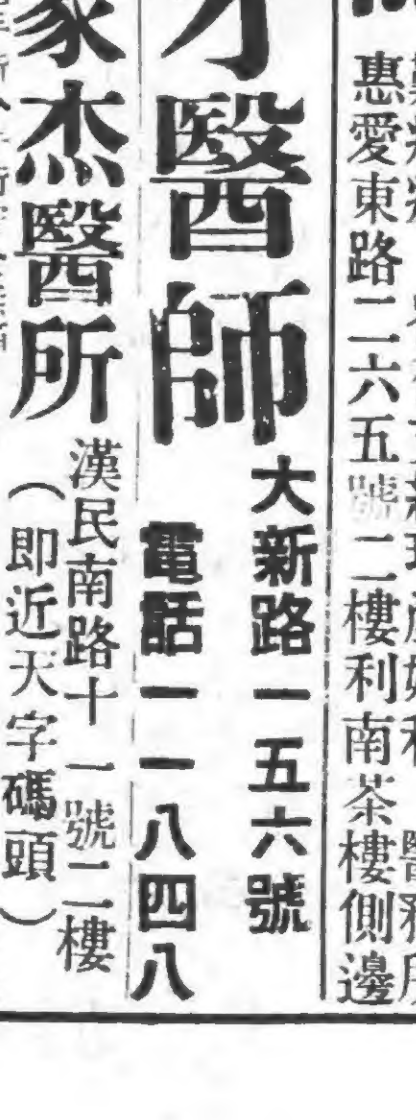 惠愛東路二六五號二樓利南茶樓側邊
才醫師
大新路一五六號
電話一一八四八
家杰醫所
漢民南路十一號二樓
（即近天字碼頭）